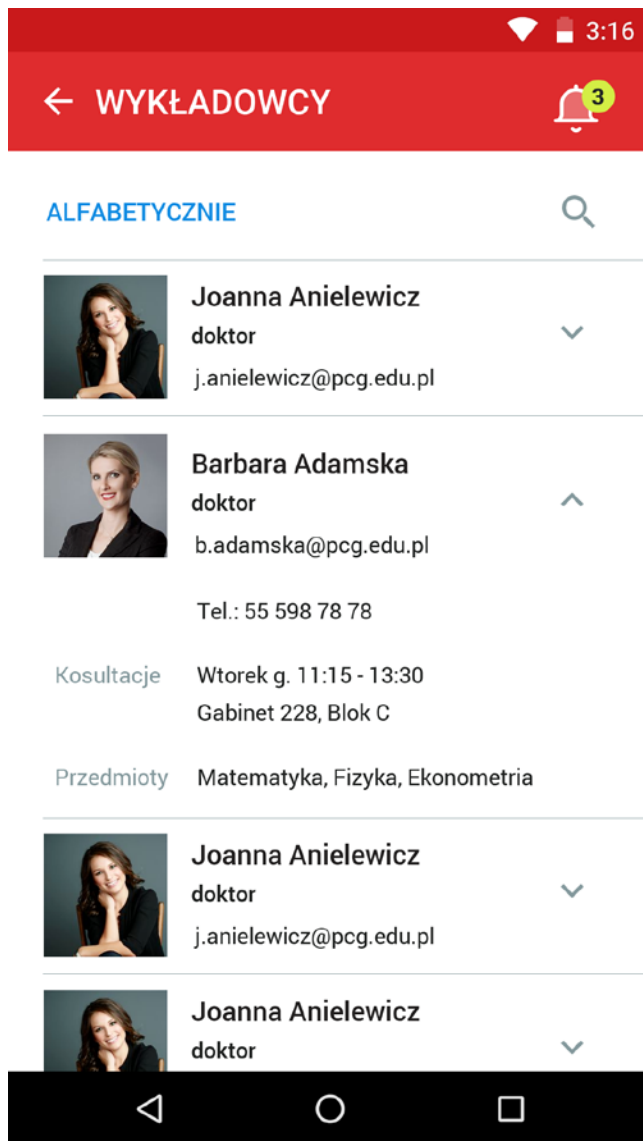 3:16
WYKŁADOWCY
3
ALFABETYCZNIE
Joanna Anielewicz
doktor
j.anielewicz@pcg.edu.pl
Barbara Adamska
doktor
b.adamska@pcg.edu.pl
Tel.: 55 598 78 78
Kosultacje Wtorek g. 11:15 - 13:30
Gabinet 228, Blok C
Przedmioty Matematyka, Fizyka, Ekonometria
Joanna Anielewicz
doktor
j.anielewicz@pcg.edu.pl
Joanna Anielewicz
doktor